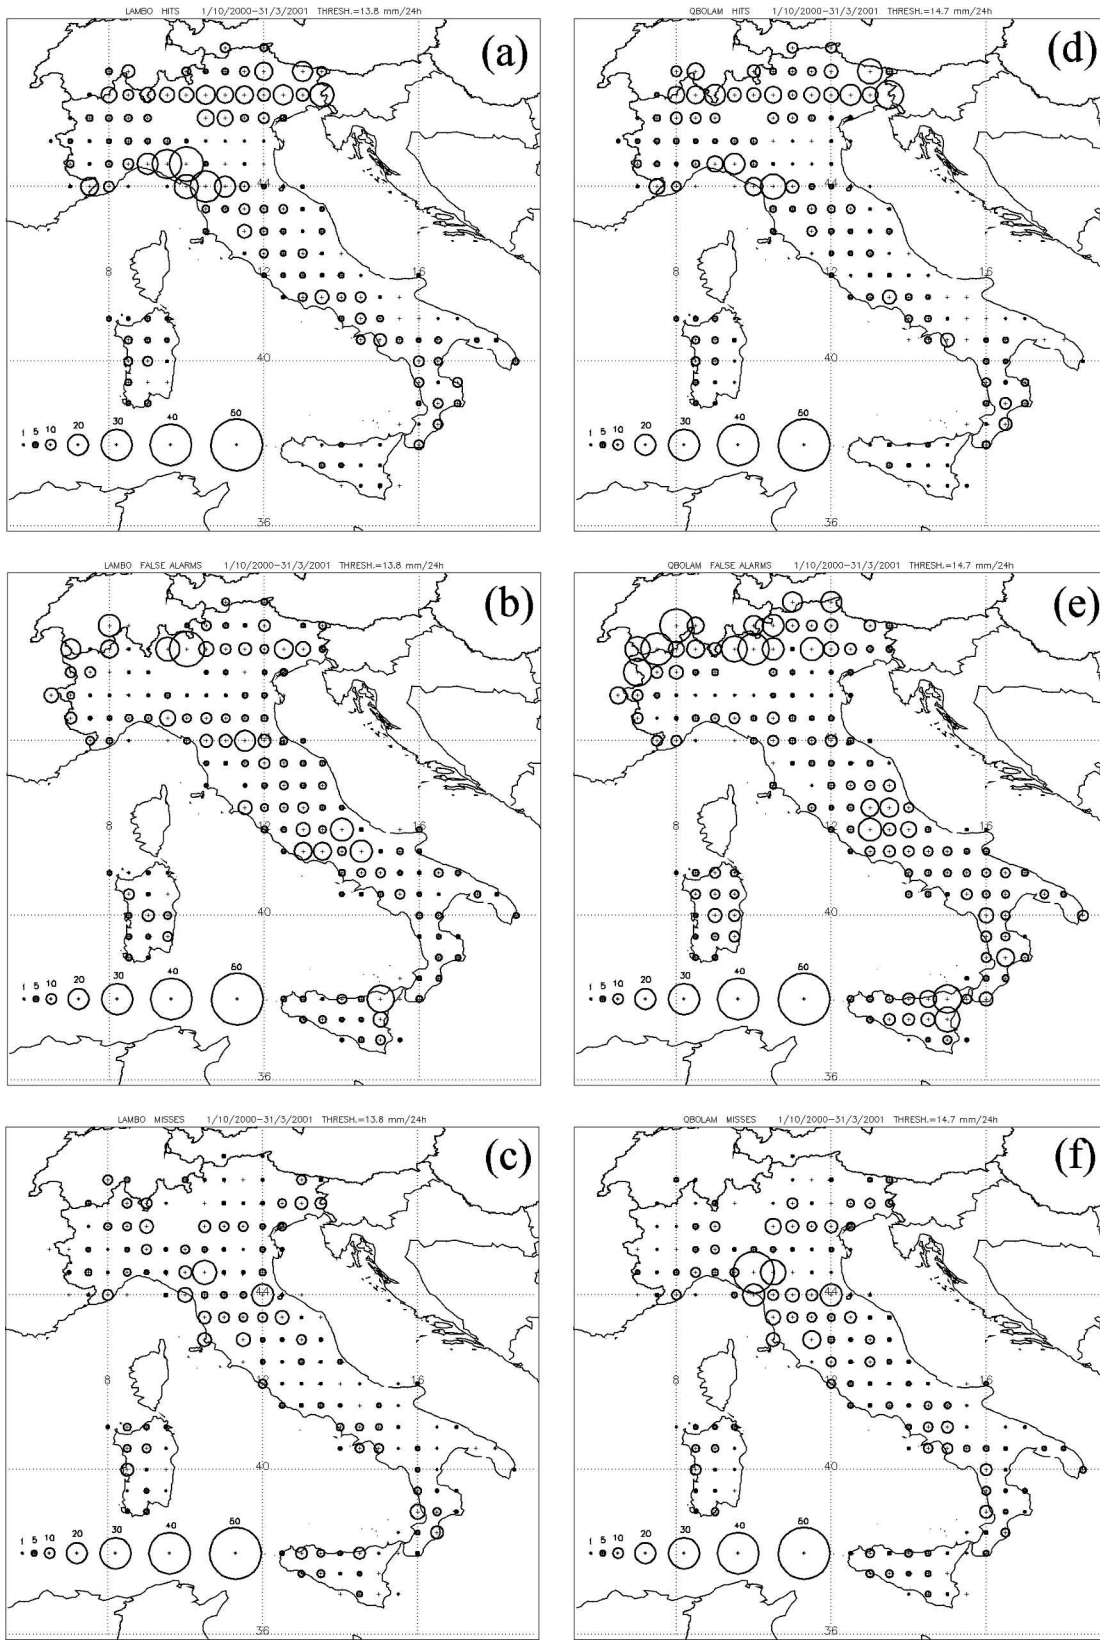 LAMBO HITS 1/10/2000-31/3/2001 THRESH.=13.8 mm/24h
(a)
44
8
12
16
40
1 5 10 20 30 40 50
36
QBOLAM HITS 1/10/2000-31/3/2001 THRESH.=14.7 mm/24h
(d)
44
8
12
16
40
1 5 10 20 30 40 50
36
LAMBO FALSE ALARMS 1/10/2000-31/3/2001 THRESH.=13.8 mm/24h
(b)
44
8
12
16
40
1 5 10 20 30 40 50
36
QBOLAM FALSE ALARMS 1/10/2000-31/3/2001 THRESH.=14.7 mm/24h
(e)
44
8
12
16
40
1 5 10 20 30 40 50
36
LAMBO MISSES 1/10/2000-31/3/2001 THRESH.=13.8 mm/24h
(c)
44
8
12
16
40
1 5 10 20 30 40 50
36
QBOLAM MISSES 1/10/2000-31/3/2001 THRESH.=14.7 mm/24h
(f)
44
8
12
16
40
1 5 10 20 30 40 50
36